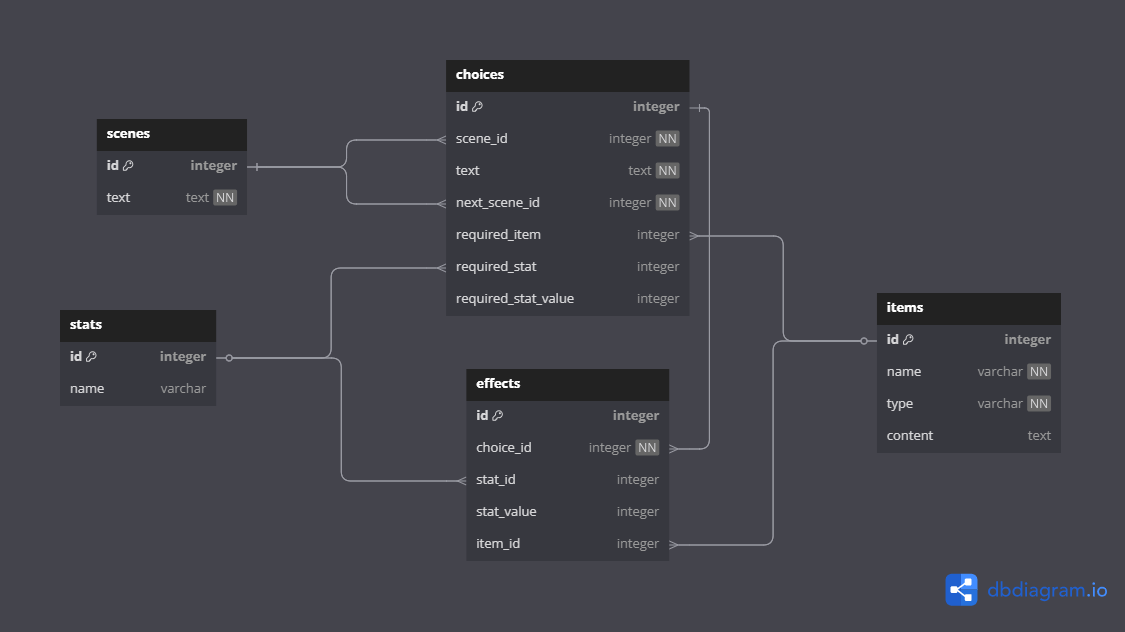 scenes
id integer
text text NN
stats
id integer
name varchar
choices
id integer
scene_id integer NN
text text NN
next_scene_id integer NN
required_item integer
required_stat integer
required_stat_value integer
effects
id integer
choice_id integer NN
stat_id integer
stat_value integer
item_id integer
items
id integer
name varchar NN
type varchar NN
content text
dbdiagram.io